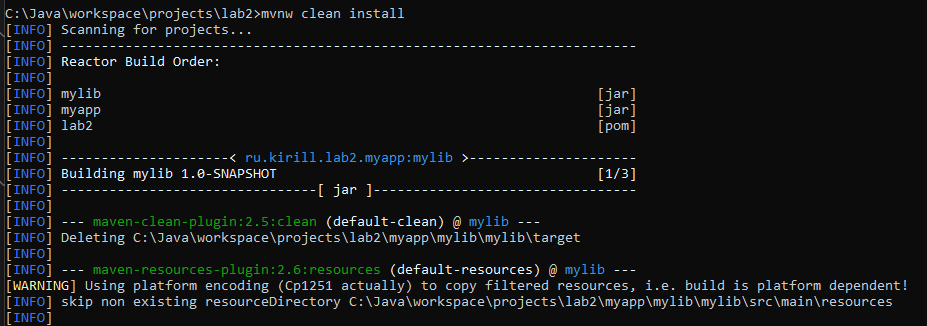 C:\Java\workspace\projects\lab2>mvnw clean install
[INFO] Scanning for projects...
[INFO] ------------------------------------------------------------------------
[INFO] Reactor Build Order:
[INFO]
[INFO] mylib                                                              [jar]
[INFO] myapp                                                              [jar]
[INFO] lab2                                                               [pom]
[INFO]
[INFO] ---------------------< ru.kirill.lab2.myapp:mylib >---------------------
[INFO] Building mylib 1.0-SNAPSHOT                                        [1/3]
[INFO] --------------------------------[ jar ]---------------------------------
[INFO]
[INFO] --- maven-clean-plugin:2.5:clean (default-clean) @ mylib ---
[INFO] Deleting C:\Java\workspace\projects\lab2\myapp\mylib\mylib\target
[INFO]
[INFO] --- maven-resources-plugin:2.6:resources (default-resources) @ mylib ---
[WARNING] Using platform encoding (Cp1251 actually) to copy filtered resources, i.e. build is platform dependent!
[INFO] skip non existing resourceDirectory C:\Java\workspace\projects\lab2\myapp\mylib\mylib\src\main\resources
[INFO]